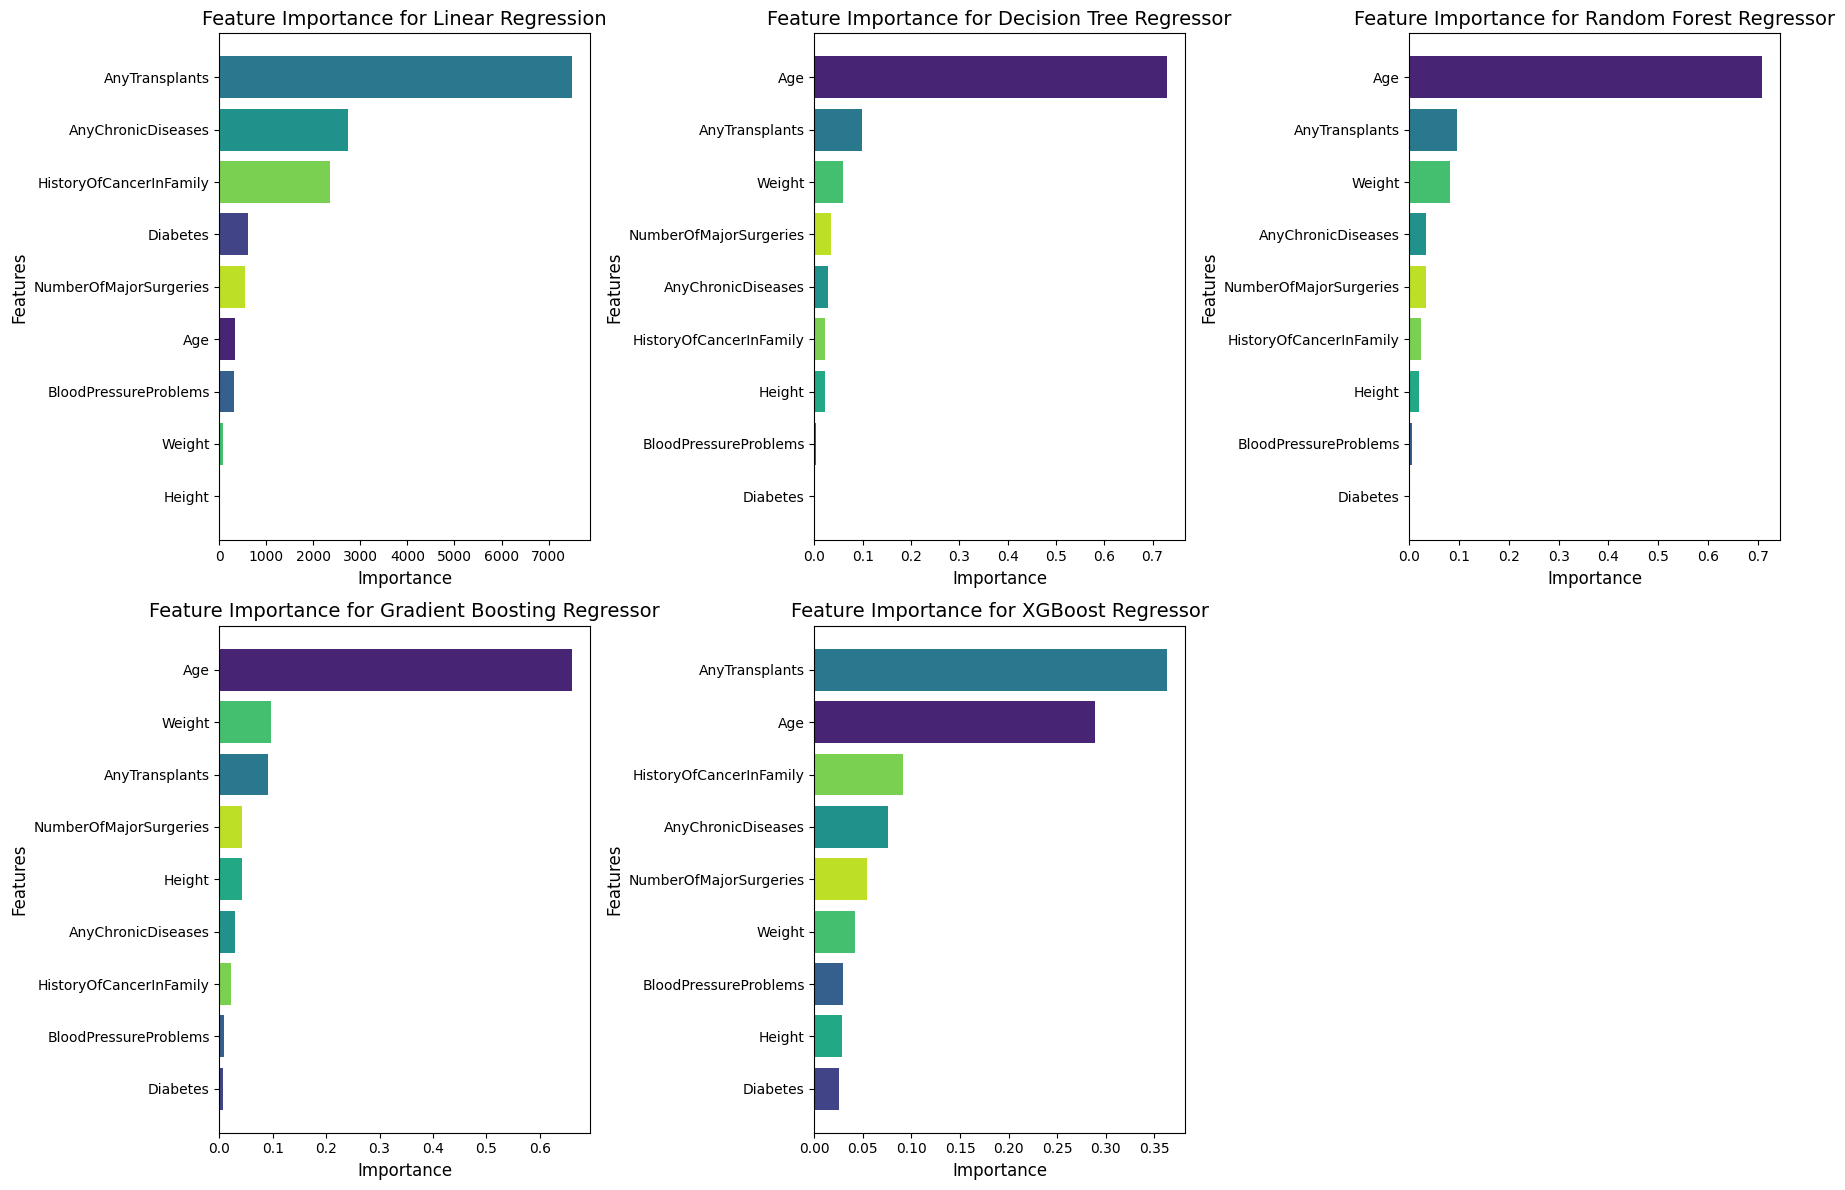 Feature Importance for Linear Regression
Features
AnyTransplants
AnyChronicDiseases
HistoryOfCancerInFamily
Diabetes
NumberOfMajorSurgeries
Age
BloodPressureProblems
Weight
Height
0 1000 2000 3000 4000 5000 6000 7000
Importance
Feature Importance for Decision Tree Regressor
Features
Age
AnyTransplants
Weight
NumberOfMajorSurgeries
AnyChronicDiseases
HistoryOfCancerInFamily
Height
BloodPressureProblems
Diabetes
0.0 0.1 0.2 0.3 0.4 0.5 0.6 0.7
Importance
Feature Importance for Random Forest Regressor
Features
Age
AnyTransplants
Weight
AnyChronicDiseases
NumberOfMajorSurgeries
HistoryOfCancerInFamily
Height
BloodPressureProblems
Diabetes
0.0 0.1 0.2 0.3 0.4 0.5 0.6 0.7
Importance
Feature Importance for Gradient Boosting Regressor
Features
Age
Weight
AnyTransplants
NumberOfMajorSurgeries
Height
AnyChronicDiseases
HistoryOfCancerInFamily
BloodPressureProblems
Diabetes
0.0 0.1 0.2 0.3 0.4 0.5 0.6
Importance
Feature Importance for XGBoost Regressor
Features
AnyTransplants
Age
HistoryOfCancerInFamily
AnyChronicDiseases
NumberOfMajorSurgeries
Weight
BloodPressureProblems
Height
Diabetes
0.00 0.05 0.10 0.15 0.20 0.25 0.30 0.35
Importance